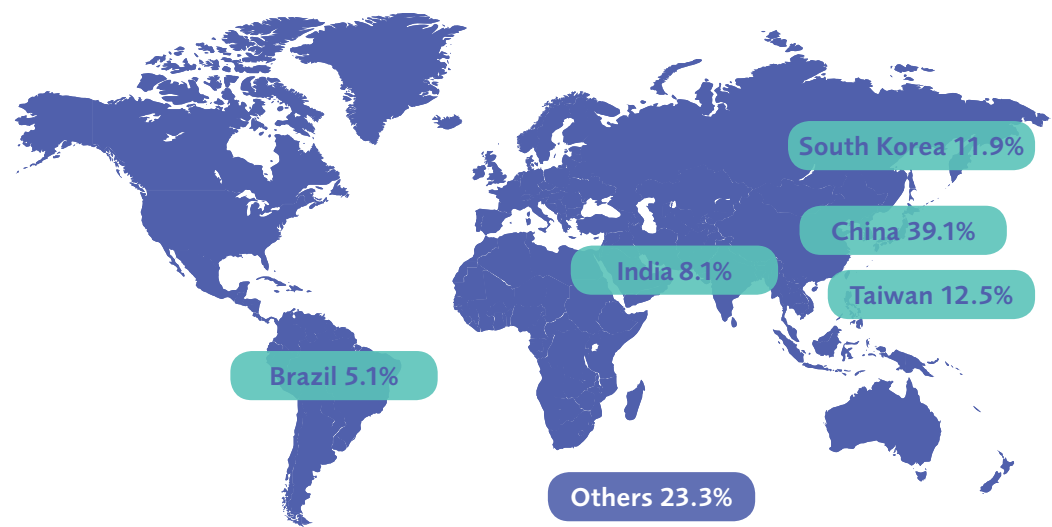 South Korea 11.9%
China 39.1%
India 8.1%
Taiwan 12.5%
Brazil 5.1%
Others 23.3%